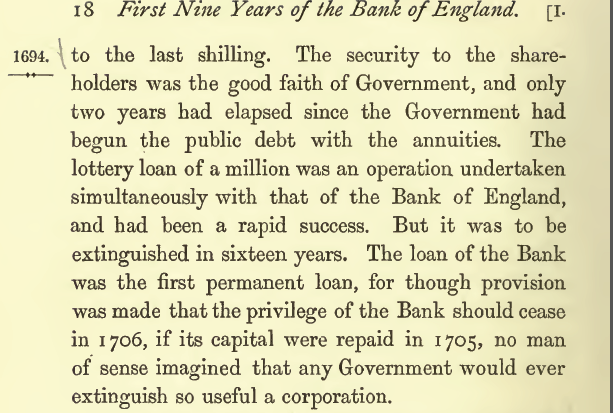 18 First Nine Years of the Bank of England. [I.
1694. to the last shilling. The security to the share-
holders was the good faith of Government, and only
two years had elapsed since the Government had
begun the public debt with the annuities. The
lottery loan of a million was an operation undertaken
simultaneously with that of the Bank of England,
and had been a rapid success. But it was to be
extinguished in sixteen years. The loan of the Bank
was the first permanent loan, for though provision
was made that the privilege of the Bank should cease
in 1706, if its capital were repaid in 1705, no man
of sense imagined that any Government would ever
extinguish so useful a corporation.